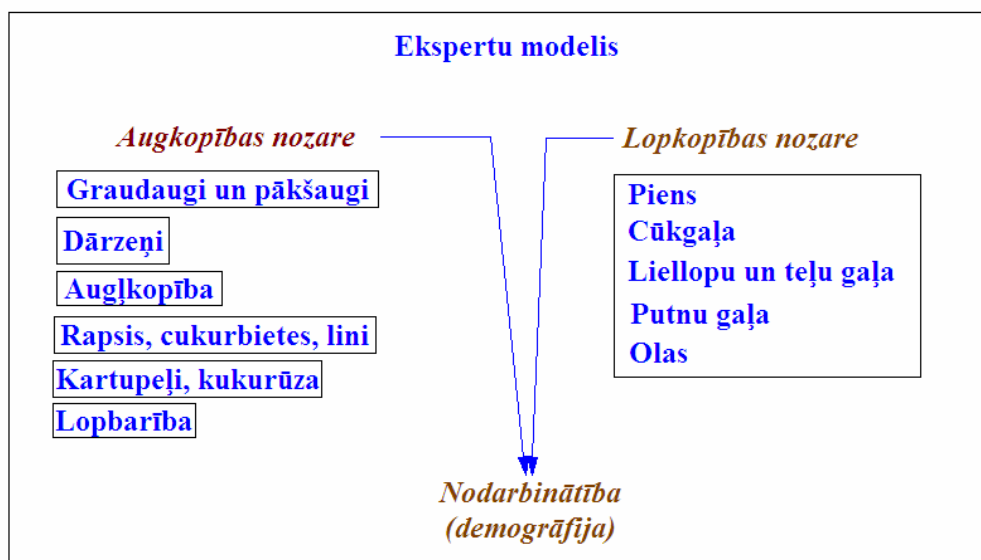 Ekspertu modelis
Augkopības nozare
Graudaugi un pākšaugi
Dārzeņi
Augļkopība
Rapsis, cukurbietes, lini
Kartupeļi, kukurūza
Lopbarība
Lopkopības nozare
Piens
Cūkgaļa
Liellopu un teļu gaļa
Putnu gaļa
Olas
Nodarbinātība
(demogrāfija)